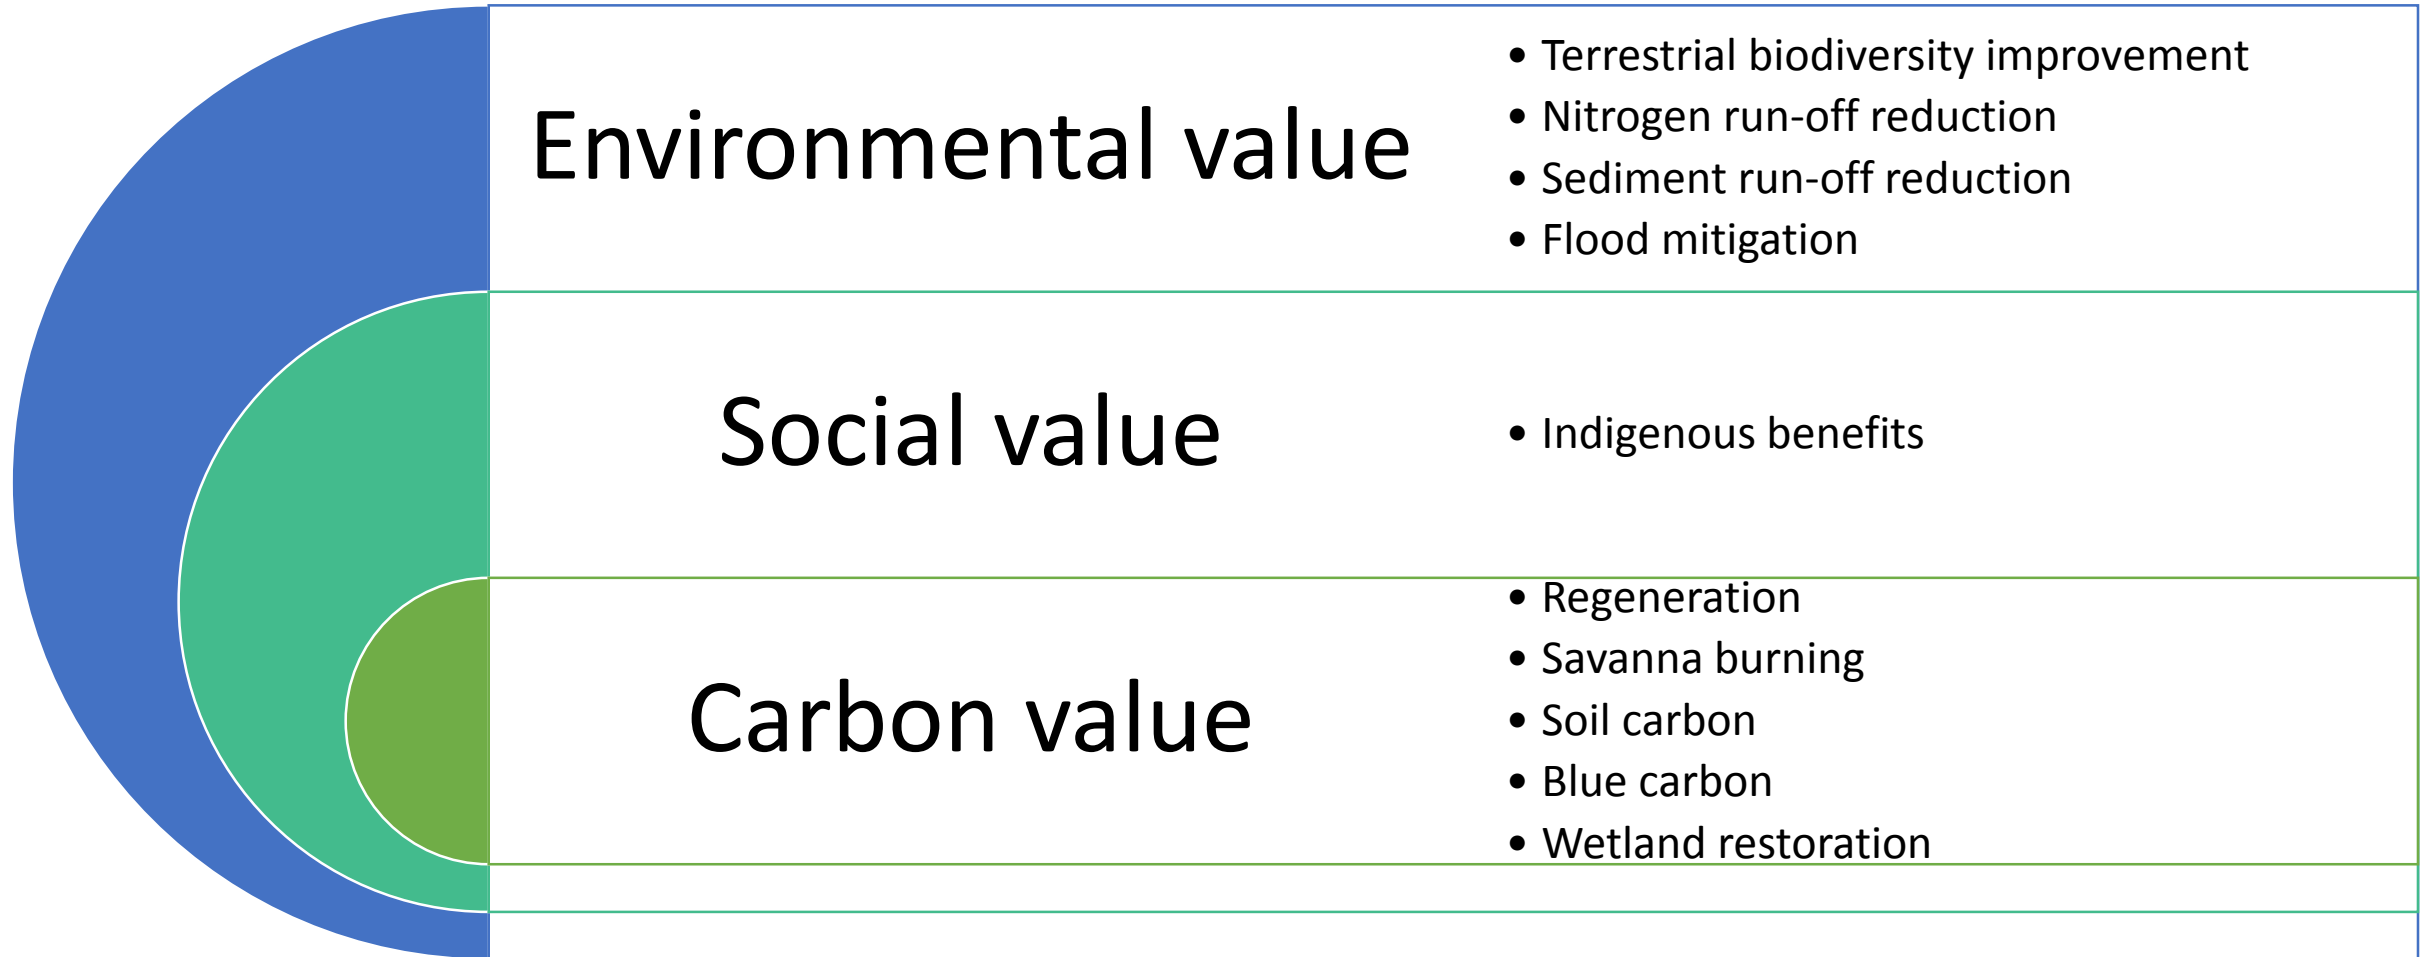 Environmental value
• Terrestrial biodiversity improvement
• Nitrogen run-off reduction
• Sediment run-off reduction
• Flood mitigation
Social value
• Indigenous benefits
Carbon value
• Regeneration
• Savanna burning
• Soil carbon
• Blue carbon
• Wetland restoration